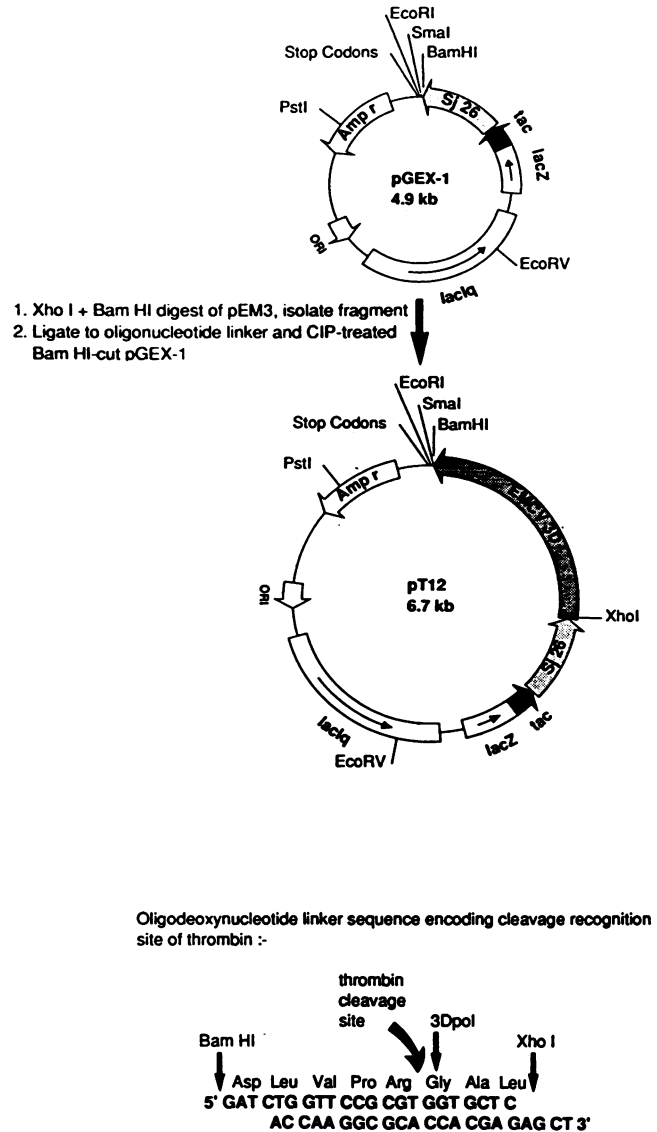 EcoRI
SmaI
Stop Codons
BamHI
PstI
Amp r
Sj 26
tac
lacZ
pGEX-1
4.9 kb
ORI
EcoRV
lacIq
1. Xho I + Bam HI digest of pEM3, isolate fragment
2. Ligate to oligonucleotide linker and CIP-treated
Bam HI-cut pGEX-1
EcoRI
SmaI
Stop Codons
BamHI
PstI
Amp r
EMCV 3D
pT12
6.7 kb
ORI
XhoI
Sj 26
tac
lacZ
lacIq
EcoRV
Oligodeoxynucleotide linker sequence encoding cleavage recognition
site of thrombin :-
thrombin
cleavage
site
3Dpol
Bam HI
Xho I
Asp Leu Val Pro Arg Gly Ala Leu
5' GAT CTG GTT CCG CGT GGT GCT C
AC CAA GGC GCA CCA CGA GAG CT 3'